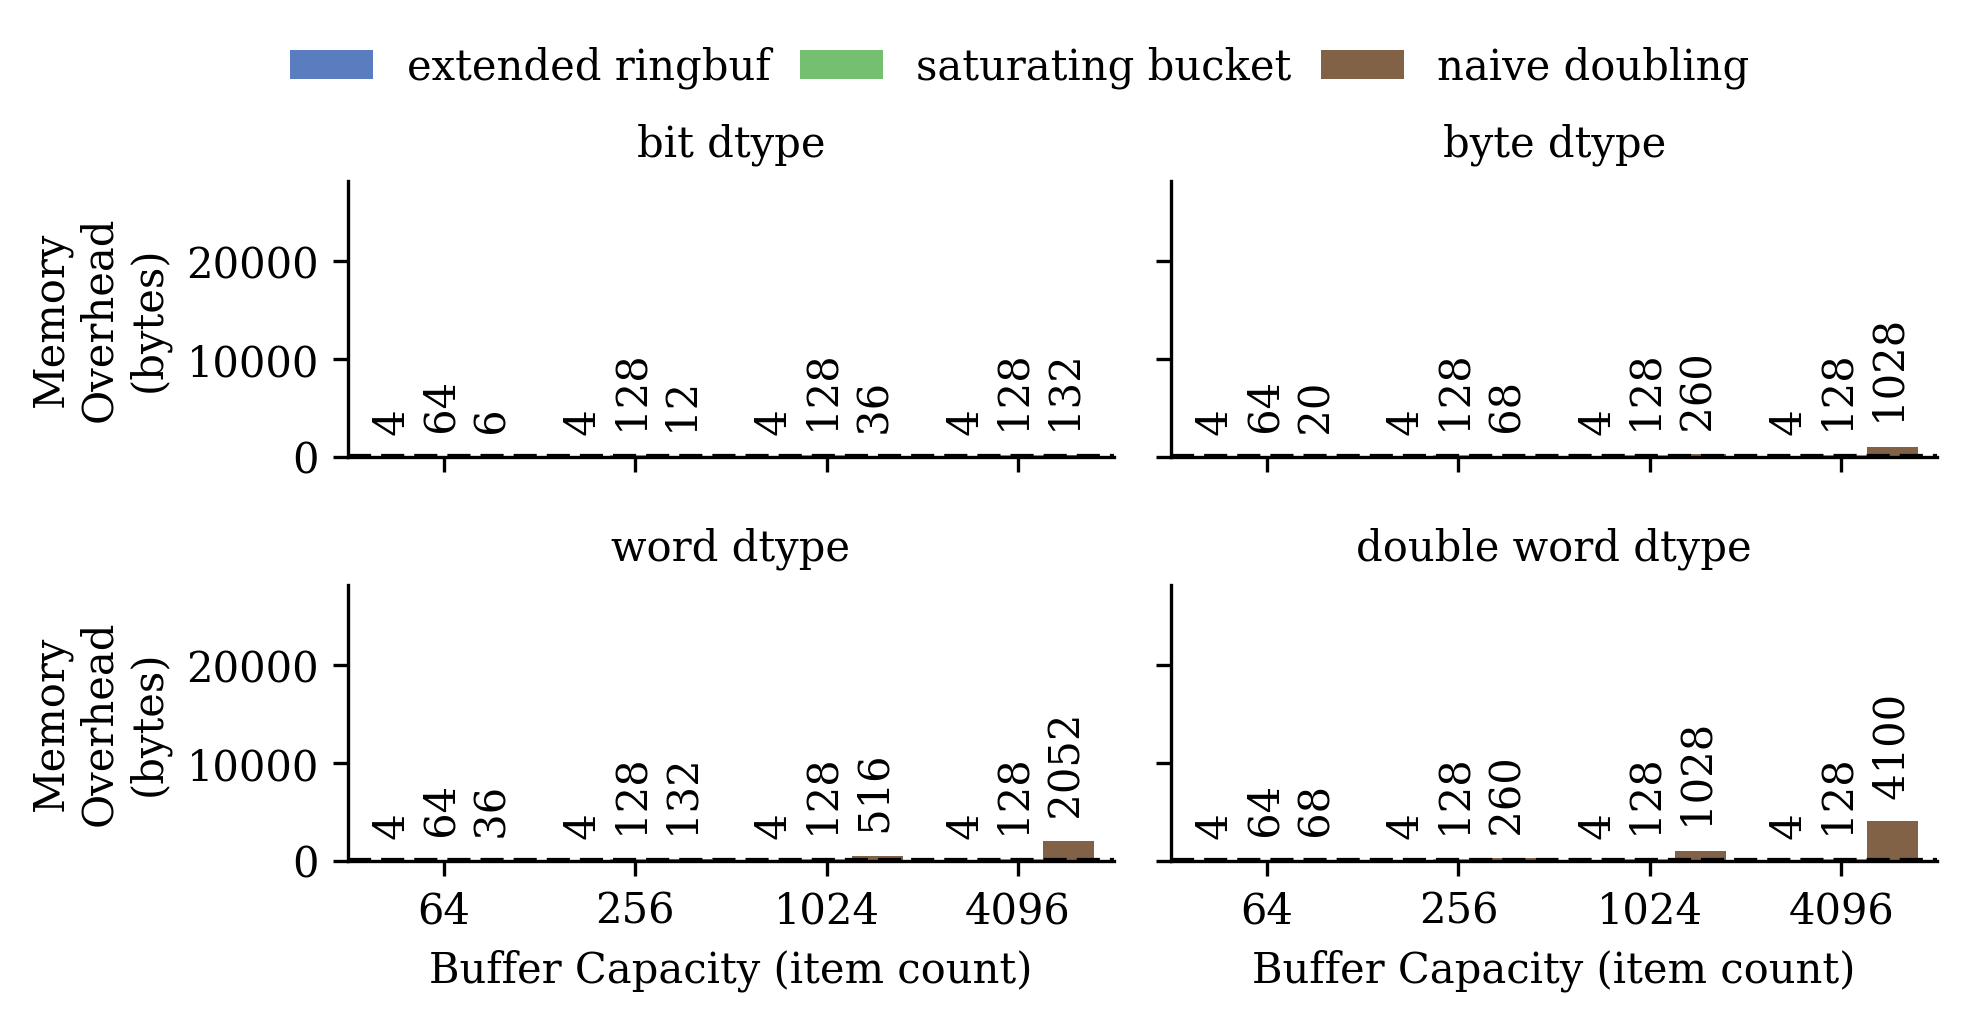 extended ringbuf saturating bucket naive doubling
bit dtype
byte dtype
Memory
Overhead
(bytes)
20000
10000
0
4 64 6 4 128 12 4 128 36 4 128 132
4 64 20 4 128 68 4 128 260 4 128 1028
word dtype
double word dtype
Memory
Overhead
(bytes)
20000
10000
0
4 64 36 4 128 132 4 128 516 4 128 2052
4 64 68 4 128 260 4 128 1028 4 128 4100
64 256 1024 4096
64 256 1024 4096
Buffer Capacity (item count)
Buffer Capacity (item count)